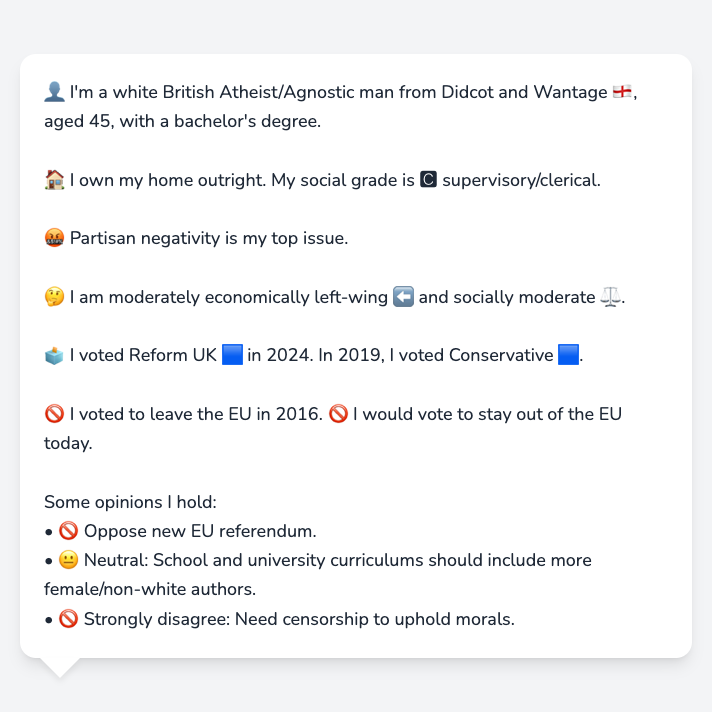 👤 I'm a white British Atheist/Agnostic man from Didcot and Wantage 🏴󠁧󠁢󠁥󠁮󠁧󠁿,
aged 45, with a bachelor's degree.
🏠 I own my home outright. My social grade is 🅲 supervisory/clerical.
🤬 Partisan negativity is my top issue.
🤔 I am moderately economically left-wing ⬅️ and socially moderate ⚖️.
🗳️ I voted Reform UK 🟦 in 2024. In 2019, I voted Conservative 🟦.
🚫 I voted to leave the EU in 2016. 🚫 I would vote to stay out of the EU
today.
Some opinions I hold:
• 🚫 Oppose new EU referendum.
• 😐 Neutral: School and university curriculums should include more
female/non-white authors.
• 🚫 Strongly disagree: Need censorship to uphold morals.